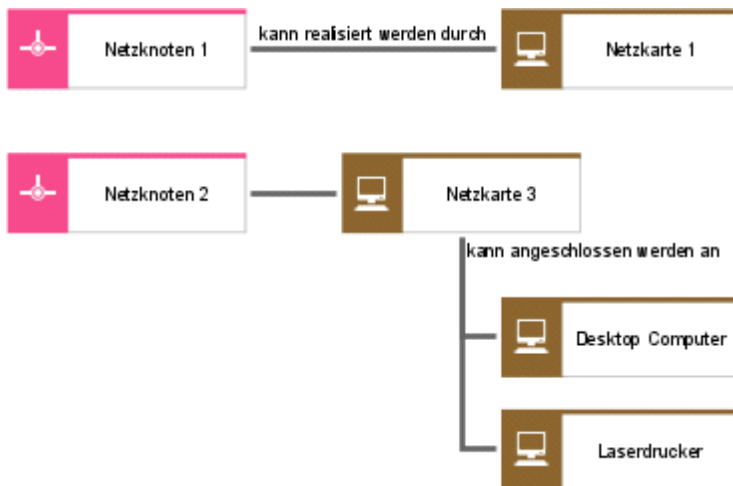 Netzknoten 1
kann realisiert werden durch
Netzkarte 1
Netzknoten 2
Netzkarte 3
kann angeschlossen werden an
Desktop Computer
Laserdrucker